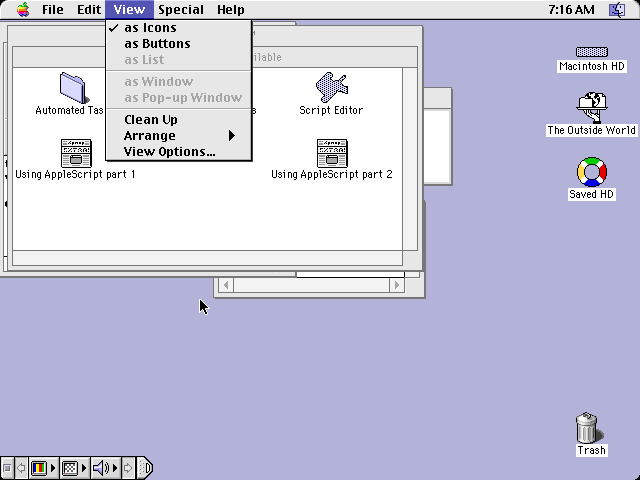 File Edit View Special Help 7:16 AM
as Icons
as Buttons
as List
as Window
as Pop-up Window
Clean Up
Arrange
View Options...
Script Editor
Using AppleScript part 1
Using AppleScript part 2
Macintosh HD
The Outside World
Saved HD
Trash